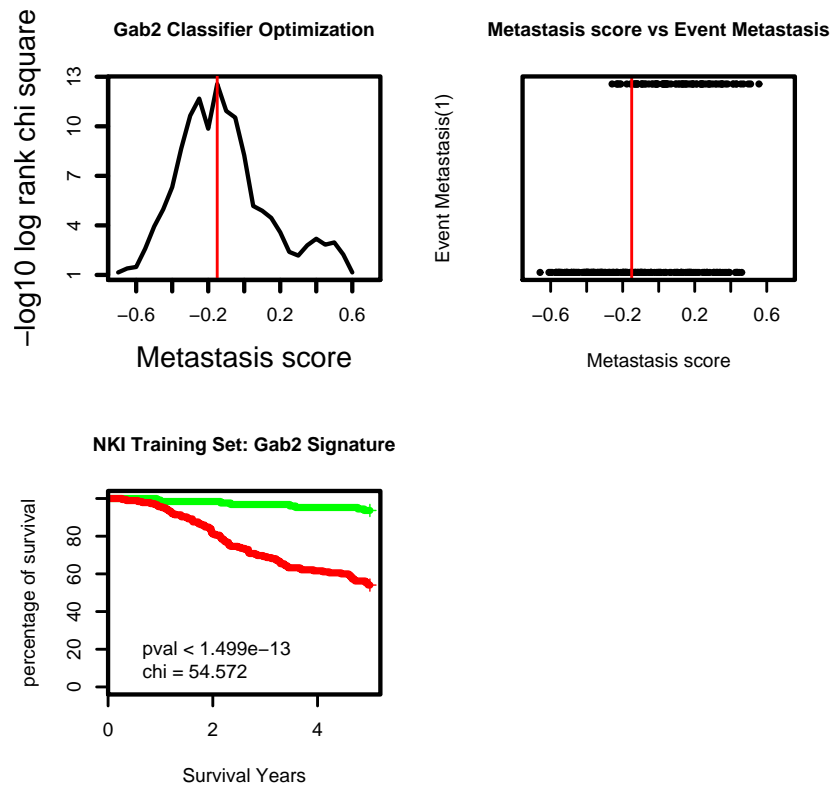 Gab2 Classifier Optimization
−log10 log rank chi square
13
10
7
4
1
−0.6 −0.2 0.2 0.6
Metastasis score
Metastasis score vs Event Metastasis
Event Metastasis(1)
−0.6 −0.2 0.2 0.6
Metastasis score
NKI Training Set: Gab2 Signature
percentage of survival
80
60
40
20
0
pval < 1.499e−13
chi = 54.572
0 2 4
Survival Years